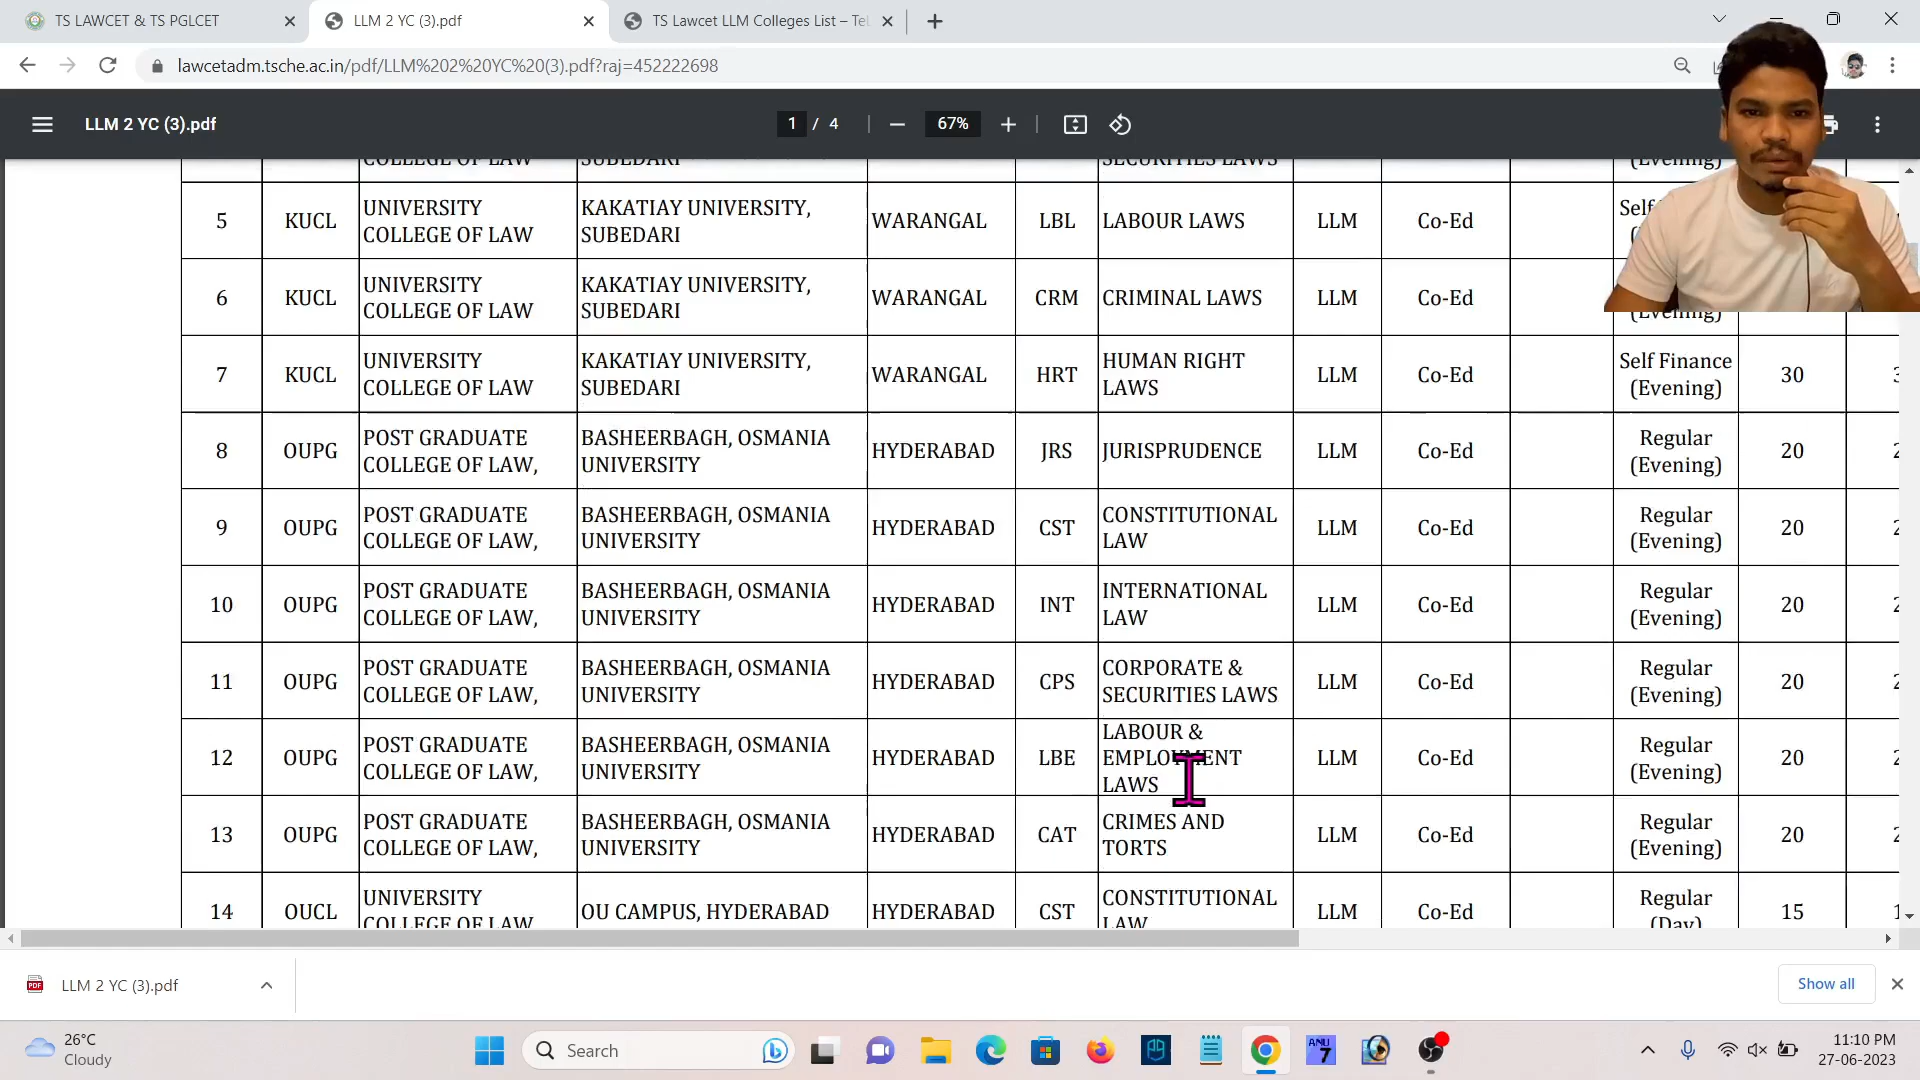 TS LAWCET & TS PGLCET
LLM 2 YC (3).pdf
TS Lawcet LLM Colleges List – Tel
lawcetadm.tsche.ac.in/pdf/LLM%202%20YC%20(3).pdf?raj=452222698
LLM 2 YC (3).pdf
1 / 4
67%
COLLEGE OF LAW SUBEDARI SECURITIES LAWS (Evening)
5 KUCL UNIVERSITY COLLEGE OF LAW KAKATIAY UNIVERSITY, SUBEDARI WARANGAL LBL LABOUR LAWS LLM Co-Ed Self
6 KUCL UNIVERSITY COLLEGE OF LAW KAKATIAY UNIVERSITY, SUBEDARI WARANGAL CRM CRIMINAL LAWS LLM Co-Ed (Evening)
7 KUCL UNIVERSITY COLLEGE OF LAW KAKATIAY UNIVERSITY, SUBEDARI WARANGAL HRT HUMAN RIGHT LAWS LLM Co-Ed Self Finance (Evening) 30
8 OUPG POST GRADUATE COLLEGE OF LAW, BASHEERBAGH, OSMANIA UNIVERSITY HYDERABAD JRS JURISPRUDENCE LLM Co-Ed Regular (Evening) 20
9 OUPG POST GRADUATE COLLEGE OF LAW, BASHEERBAGH, OSMANIA UNIVERSITY HYDERABAD CST CONSTITUTIONAL LAW LLM Co-Ed Regular (Evening) 20
10 OUPG POST GRADUATE COLLEGE OF LAW, BASHEERBAGH, OSMANIA UNIVERSITY HYDERABAD INT INTERNATIONAL LAW LLM Co-Ed Regular (Evening) 20
11 OUPG POST GRADUATE COLLEGE OF LAW, BASHEERBAGH, OSMANIA UNIVERSITY HYDERABAD CPS CORPORATE & SECURITIES LAWS LLM Co-Ed Regular (Evening) 20
12 OUPG POST GRADUATE COLLEGE OF LAW, BASHEERBAGH, OSMANIA UNIVERSITY HYDERABAD LBE LABOUR & EMPLOYMENT LAWS LLM Co-Ed Regular (Evening) 20
13 OUPG POST GRADUATE COLLEGE OF LAW, BASHEERBAGH, OSMANIA UNIVERSITY HYDERABAD CAT CRIMES AND TORTS LLM Co-Ed Regular (Evening) 20
14 OUCL UNIVERSITY COLLEGE OF LAW OU CAMPUS, HYDERABAD HYDERABAD CST CONSTITUTIONAL LAW LLM Co-Ed Regular (Day) 15
LLM 2 YC (3).pdf
Show all
26°C
Cloudy
Search
ANU 7
11:10 PM
27-06-2023